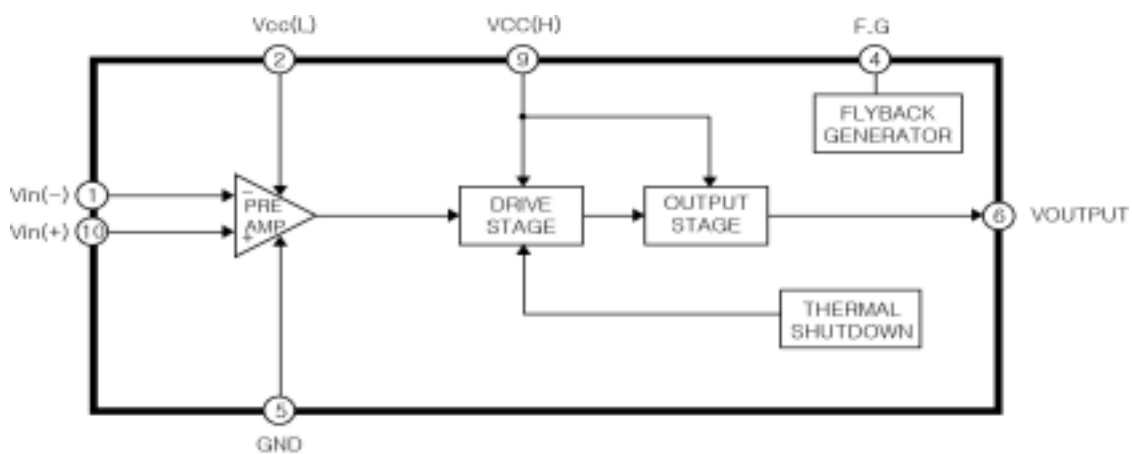 Vcc(L)
VCC(H)
F.G
2
9
4
FLYBACK
GENERATOR
Vin(-)
1
Vin(+)
10
-
PRE
AMP
+
DRIVE
STAGE
OUTPUT
STAGE
6
VOUTPUT
THERMAL
SHUTDOWN
5
GND